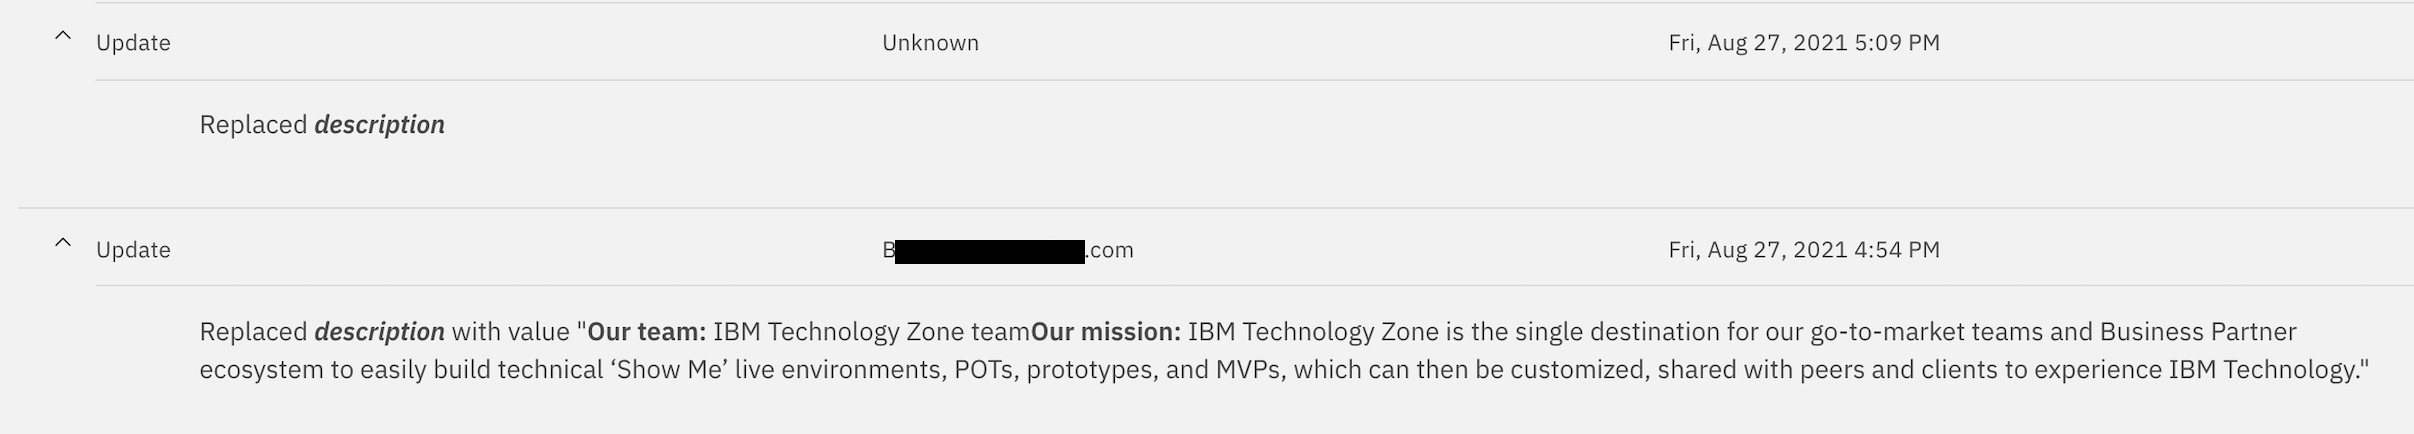 Update Unknown Fri, Aug 27, 2021 5:09 PM
Replaced description
Update B .com Fri, Aug 27, 2021 4:54 PM
Replaced description with value "Our team: IBM Technology Zone teamOur mission: IBM Technology Zone is the single destination for our go-to-market teams and Business Partner
ecosystem to easily build technical ‘Show Me’ live environments, POTs, prototypes, and MVPs, which can then be customized, shared with peers and clients to experience IBM Technology."